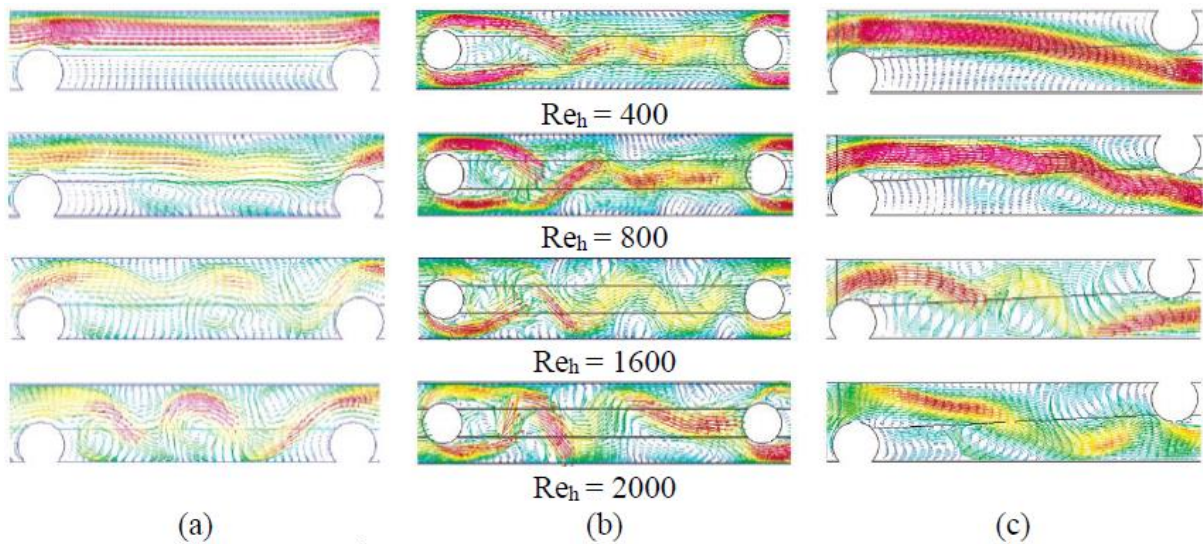 Reₕ = 400
Reₕ = 800
Reₕ = 1600
Reₕ = 2000
(a) (b) (c)